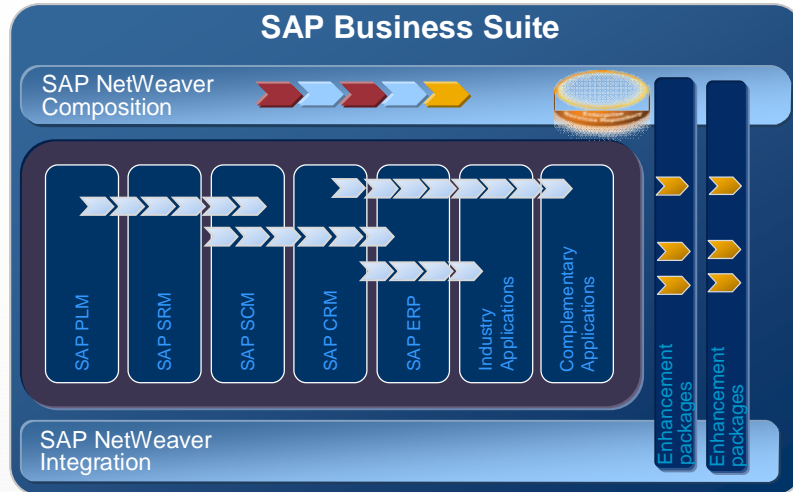 SAP Business Suite
SAP NetWeaver
Composition
SAP PLM
SAP SRM
SAP SCM
SAP CRM
SAP ERP
Industry
Applications
Complementary
Applications
Enhancement
packages
Enhancement
packages
SAP NetWeaver
Integration